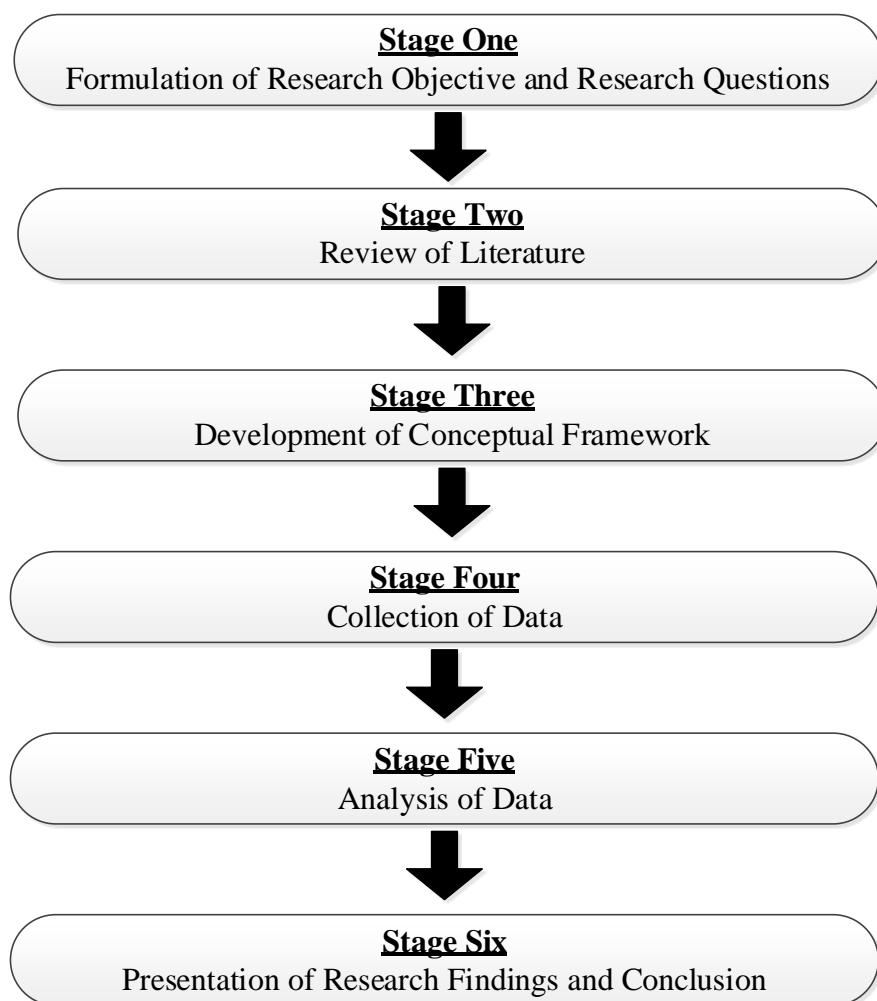 Stage One
Formulation of Research Objective and Research Questions
Stage Two
Review of Literature
Stage Three
Development of Conceptual Framework
Stage Four
Collection of Data
Stage Five
Analysis of Data
Stage Six
Presentation of Research Findings and Conclusion